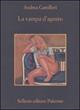 Andrea Camilleri
La vampa d'agosto
Sellerio editore Palermo